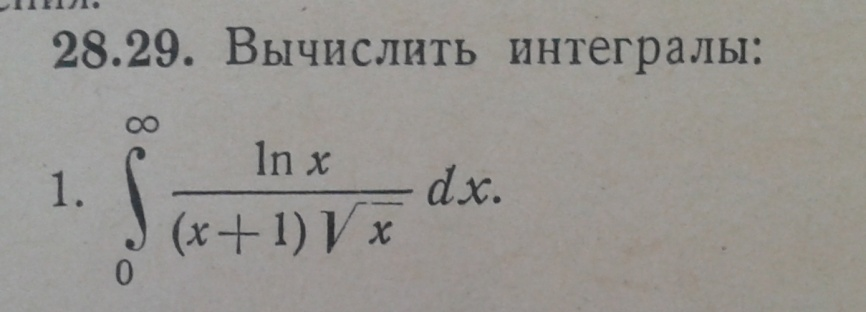 28.29. Вычислить интегралы:
1. ∫₀^∞ ln x / ((x+1)√x) dx.